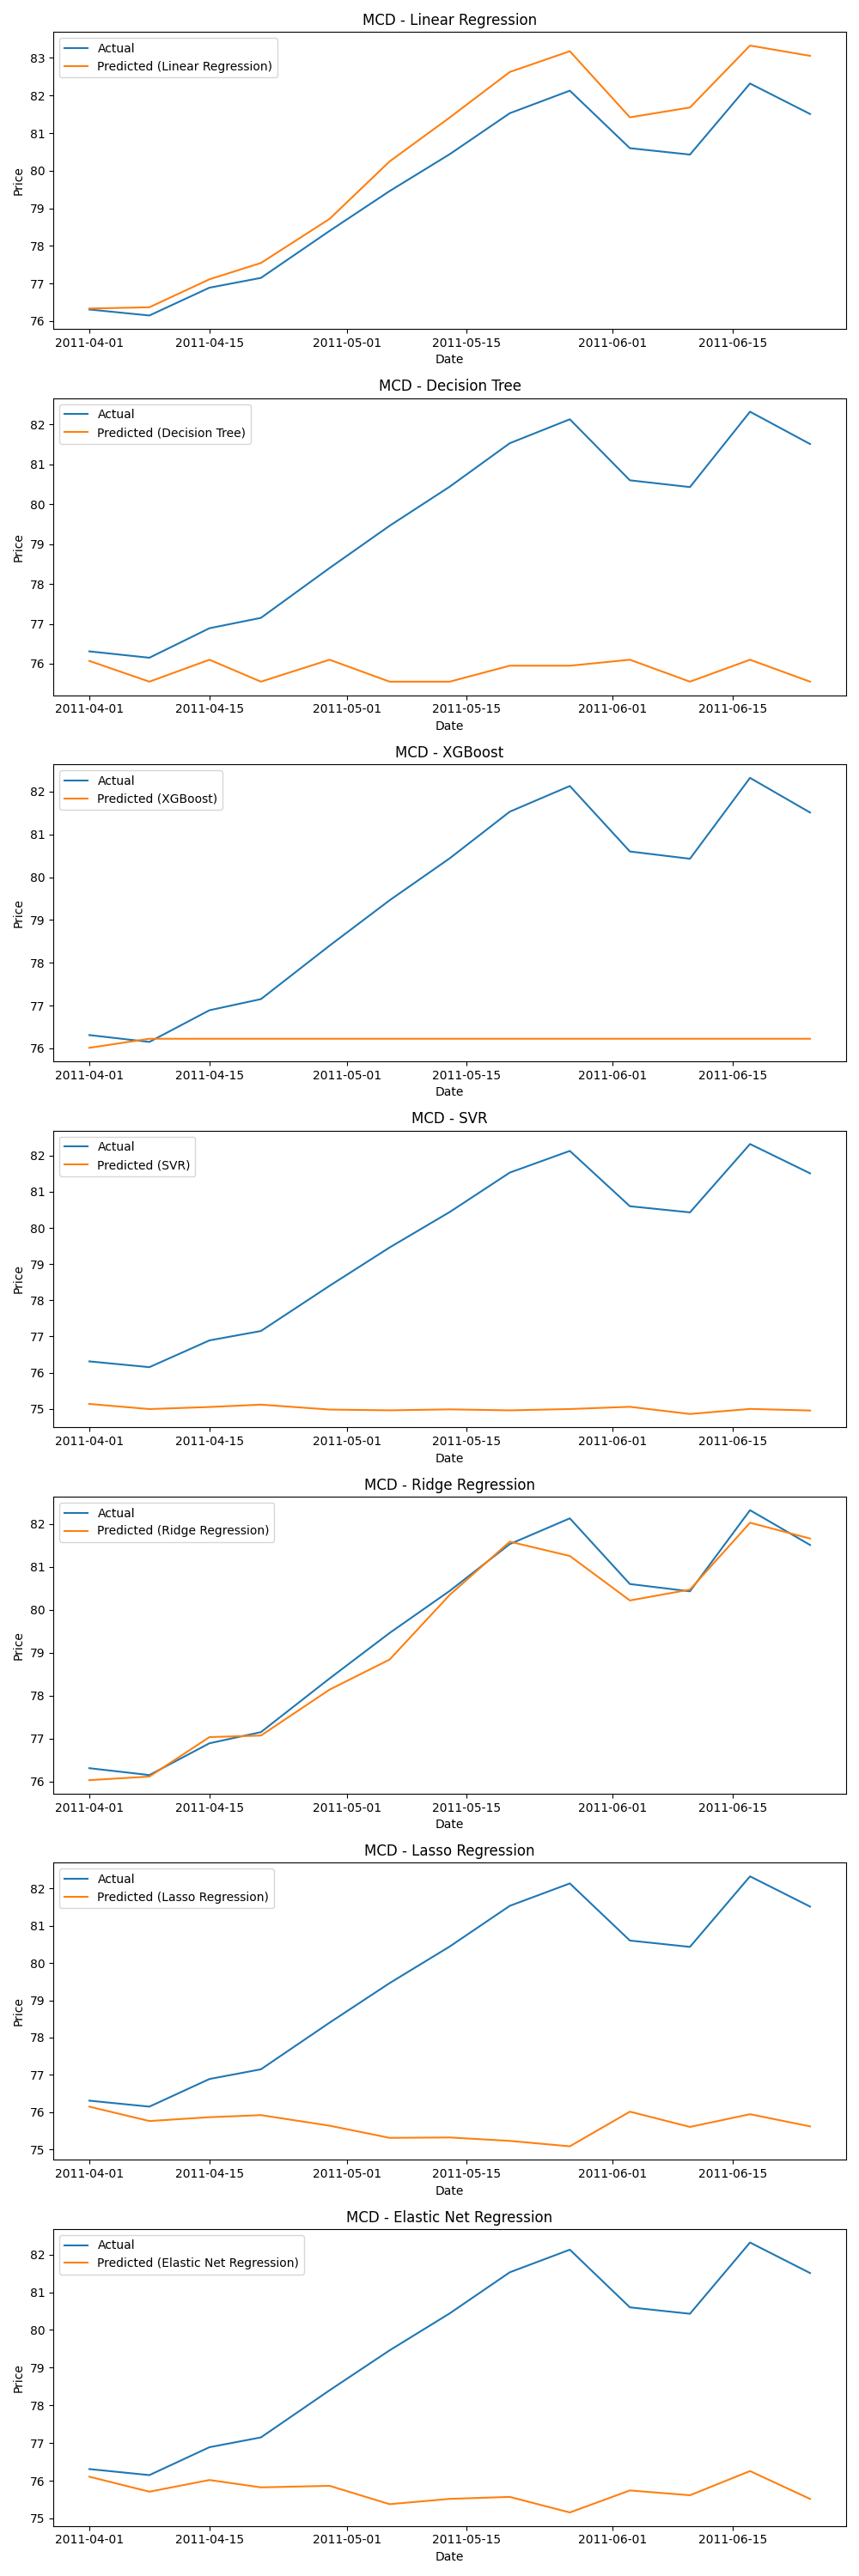 MCD - Linear Regression
Actual
Predicted (Linear Regression)
83
82
81
80
79
78
77
76
Price
2011-04-01 2011-04-15 2011-05-01 2011-05-15 2011-06-01 2011-06-15
Date
MCD - Decision Tree
Actual
Predicted (Decision Tree)
82
81
80
79
78
77
76
Price
2011-04-01 2011-04-15 2011-05-01 2011-05-15 2011-06-01 2011-06-15
Date
MCD - XGBoost
Actual
Predicted (XGBoost)
82
81
80
79
78
77
76
Price
2011-04-01 2011-04-15 2011-05-01 2011-05-15 2011-06-01 2011-06-15
Date
MCD - SVR
Actual
Predicted (SVR)
82
81
80
79
78
77
76
75
Price
2011-04-01 2011-04-15 2011-05-01 2011-05-15 2011-06-01 2011-06-15
Date
MCD - Ridge Regression
Actual
Predicted (Ridge Regression)
82
81
80
79
78
77
76
Price
2011-04-01 2011-04-15 2011-05-01 2011-05-15 2011-06-01 2011-06-15
Date
MCD - Lasso Regression
Actual
Predicted (Lasso Regression)
82
81
80
79
78
77
76
75
Price
2011-04-01 2011-04-15 2011-05-01 2011-05-15 2011-06-01 2011-06-15
Date
MCD - Elastic Net Regression
Actual
Predicted (Elastic Net Regression)
82
81
80
79
78
77
76
75
Price
2011-04-01 2011-04-15 2011-05-01 2011-05-15 2011-06-01 2011-06-15
Date